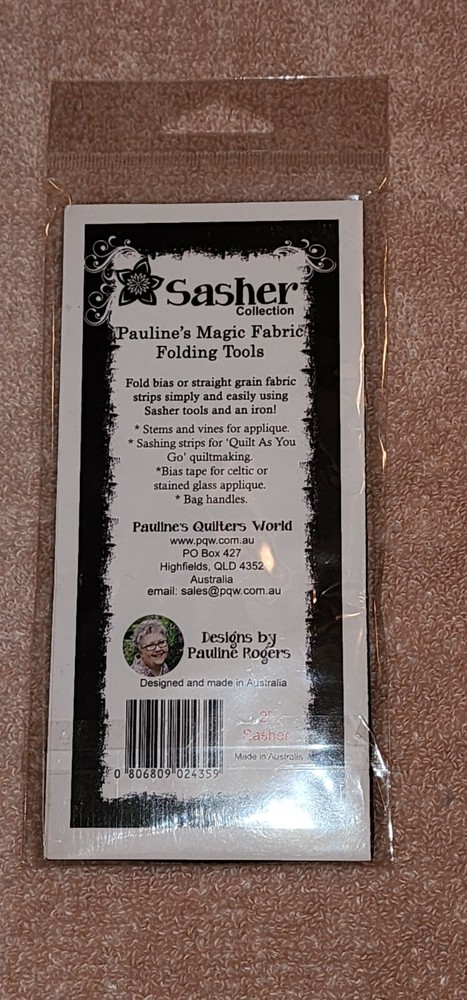 Sasher
Collection
Pauline's Magic Fabric
Folding Tools
Fold bias or straight grain fabric
strips simply and easily using
Sasher tools and an iron!
* Stems and vines for applique.
* Sashing strips for 'Quilt As You
Go' quiltmaking.
*Bias tape for celtic or
stained glass applique.
* Bag handles.
Pauline's Quilters World
www.pqw.com.au
PO Box 427
Highfields, QLD 4352
Australia
email: sales@pqw.com.au
Designs by
Pauline Rogers
Designed and made in Australia
Sasher
Made in Australia
0 806809 024359